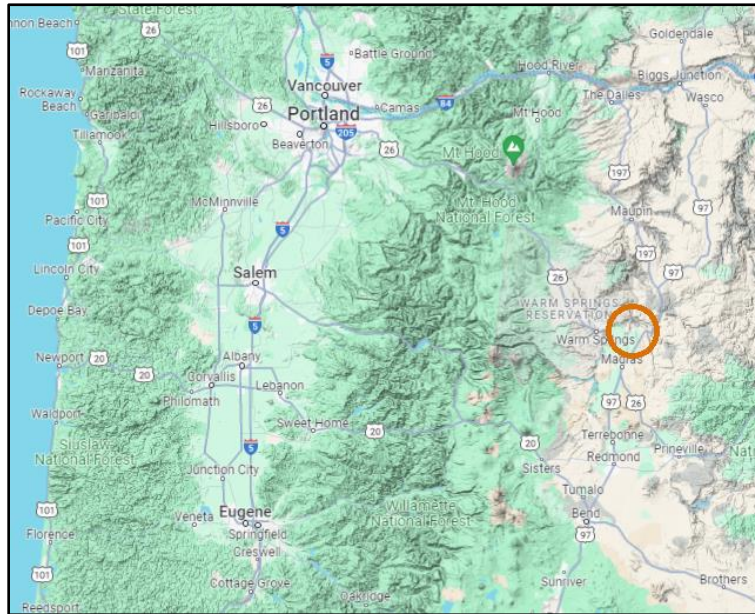 non Beach
State Forest
26
Battle Ground
Goldendale
101
5
Manzanita
Vancouver
Hood River
Biggs Junction
Rockaway
Beach
26
Camas
84
The Dalles
Wasco
Garibaldi
Portland
Mt Hood
Tillamook
Hillsboro
205
Beaverton
26
Mt Hood
197
101
Mt. Hood
National Forest
97
McMinnville
Maupin
Pacific City
5
101
197
Lincoln City
Salem
26
97
Depoe Bay
WARM SPRINGS
RESERVATION
5
Warm Springs
Newport
20
Albany
Madras
20
Corvallis
Lebanon
Philomath
97
26
Waldport
Sweet Home
20
Siuslaw
National Forest
5
20
Terrebonne
Prineville
Junction City
Sisters
Redmond
101
Tumalo
Willamette
National Forest
Veneta
Eugene
Bend
Florence
Springfield
Creswell
20
101
Cottage Grove
Sunriver
Brothers
Reedsport
Oakridge